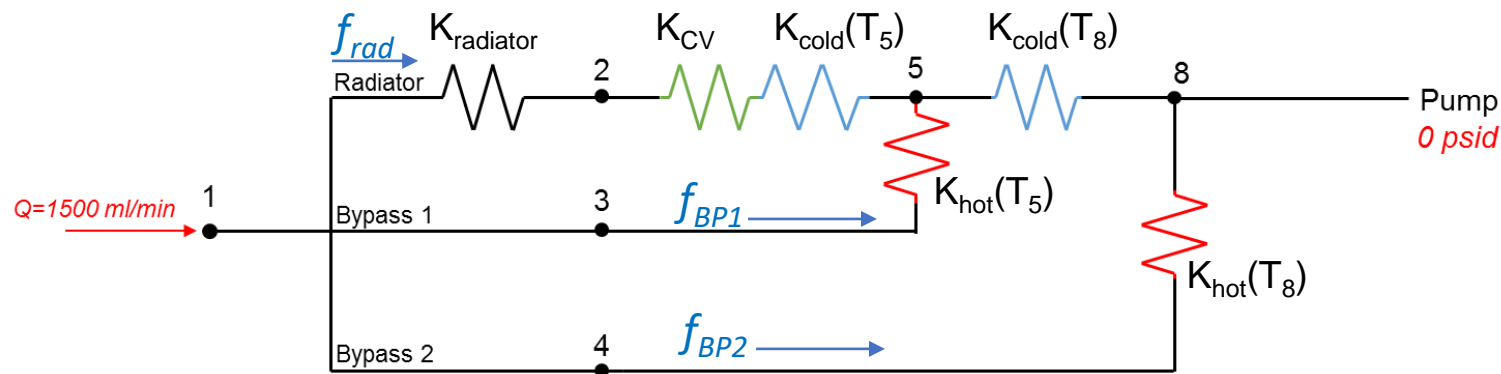 f_rad
K_radiator
K_CV
K_cold(T_5)
K_cold(T_8)
Radiator
2
5
8
Pump
0 psid
K_hot(T_5)
1
Q=1500 ml/min
Bypass 1
3
f_BP1
K_hot(T_8)
Bypass 2
4
f_BP2